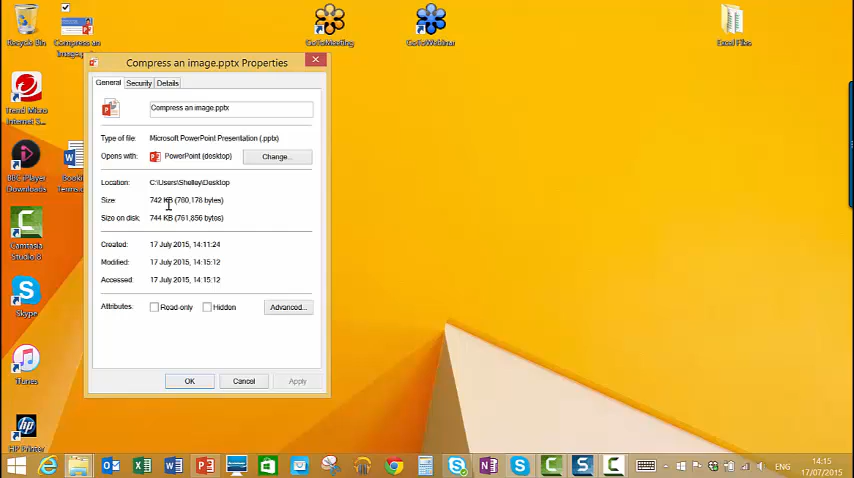 Recycle Bin
Compress an
image.pptx
GoToMeeting
GoToWebinar
Excel Files
Compress an image.pptx Properties
General Security Details
Compress an image.pptx
Type of file: Microsoft PowerPoint Presentation (.pptx)
Opens with: PowerPoint (desktop) Change...
Location: C:\Users\Shelley\Desktop
Size: 742 KB (760,178 bytes)
Size on disk: 744 KB (761,856 bytes)
Created: 17 July 2015, 14:11:24
Modified: 17 July 2015, 14:15:12
Accessed: 17 July 2015, 14:15:12
Attributes: Read-only Hidden Advanced...
OK Cancel Apply
Trend Micro
Internet S...
BBC iPlayer
Downloads
Booki
Terms
Camtasia
Studio 8
Skype
iTunes
HP Printer
ENG
14:15
17/07/2015